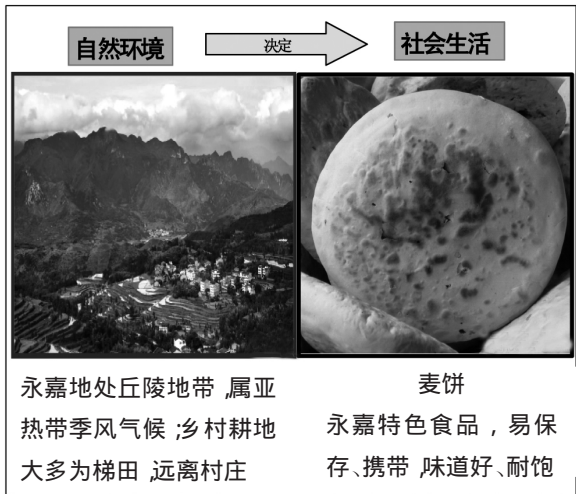 自然环境
决定
社会生活
永嘉地处丘陵地带,属亚
热带季风气候;乡村耕地
大多为梯田,远离村庄
麦饼
永嘉特色食品，易保
存、携带,味道好、耐饱